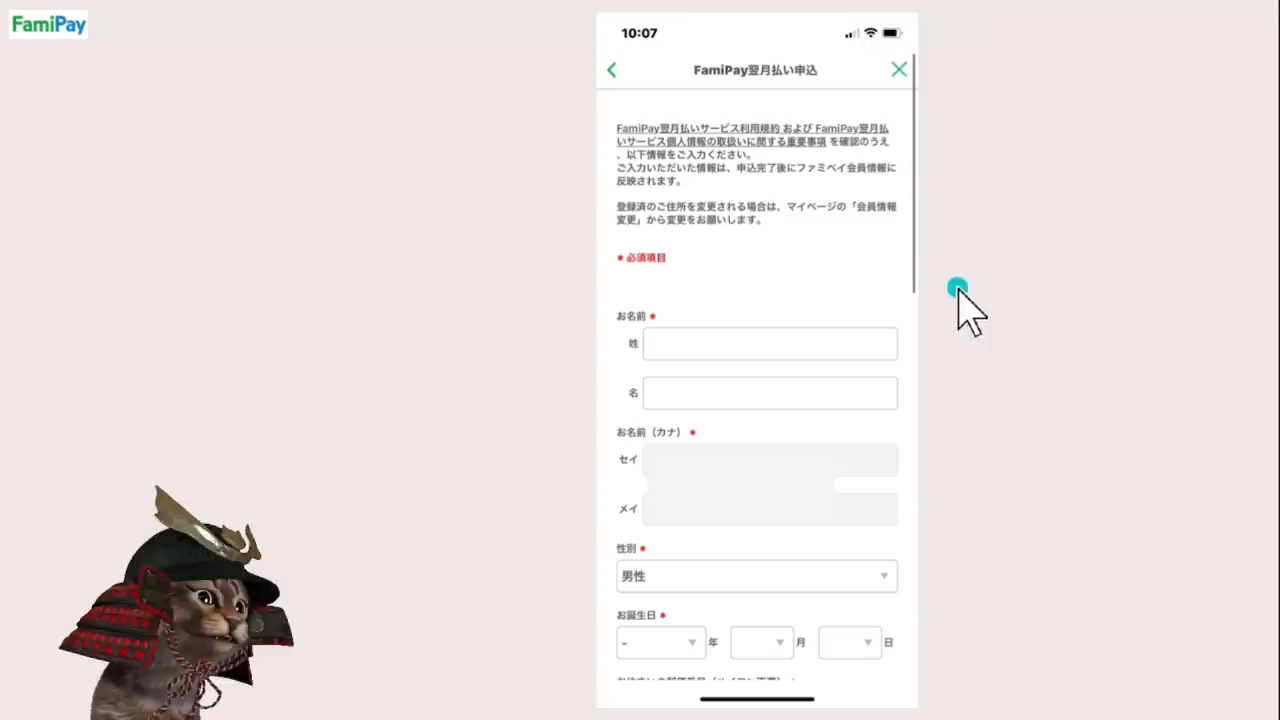 FamiPay
10:07
FamiPay翌月払い申込
FamiPay翌月払いサービス利用規約 および FamiPay翌月払
いサービス個人情報の取扱いに関する重要事項 を確認のうえ
、以下情報をご入力ください。
ご入力いただいた情報は、申込完了後にファミペイ会員情報に
反映されます。
登録済のご住所を変更される場合は、マイページの「会員情報
変更」から変更をお願いします。
* 必須項目
お名前 *
姓
名
お名前（カナ） *
セイ
メイ
性別 *
男性
お誕生日 *
- 年 月 日